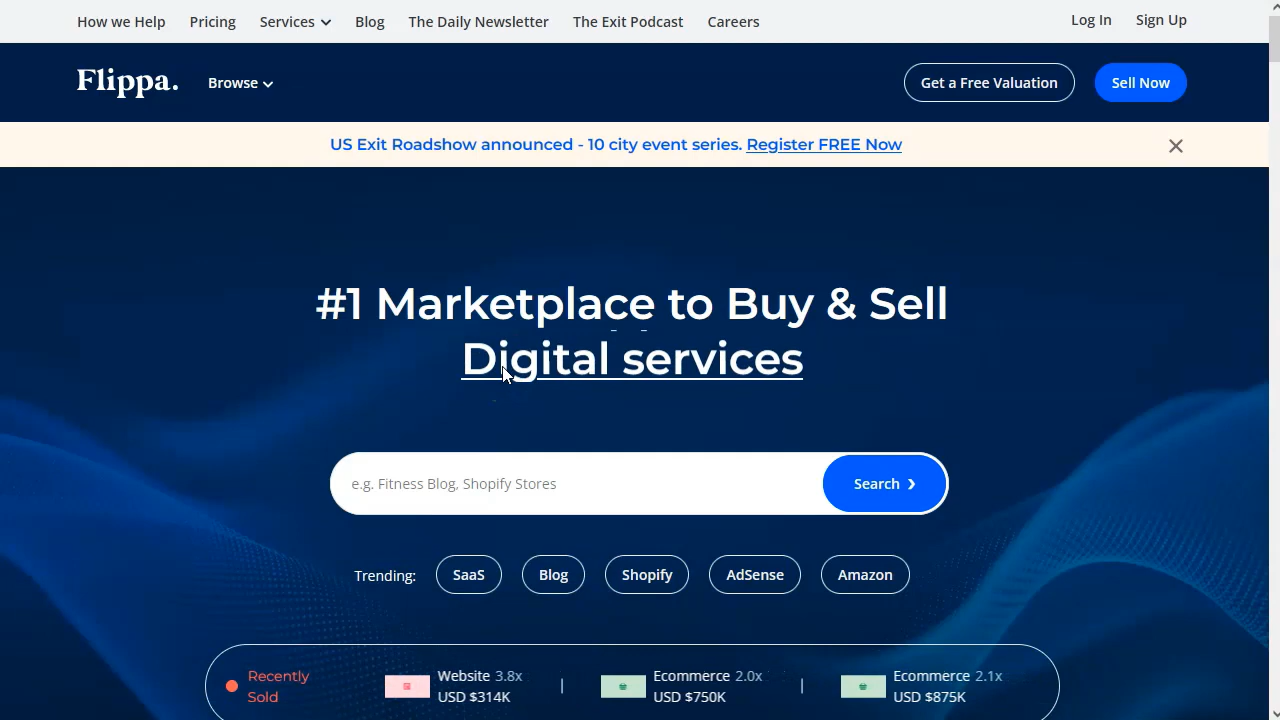 How we Help Pricing Services Blog The Daily Newsletter The Exit Podcast Careers Log In Sign Up
Flippa. Browse Get a Free Valuation Sell Now
US Exit Roadshow announced - 10 city event series. Register FREE Now
#1 Marketplace to Buy & Sell
Digital services
e.g. Fitness Blog, Shopify Stores Search
Trending: SaaS Blog Shopify AdSense Amazon
Recently Website 3.8x | Ecommerce 2.0x | Ecommerce 2.1x
Sold USD $314K USD $750K USD $875K